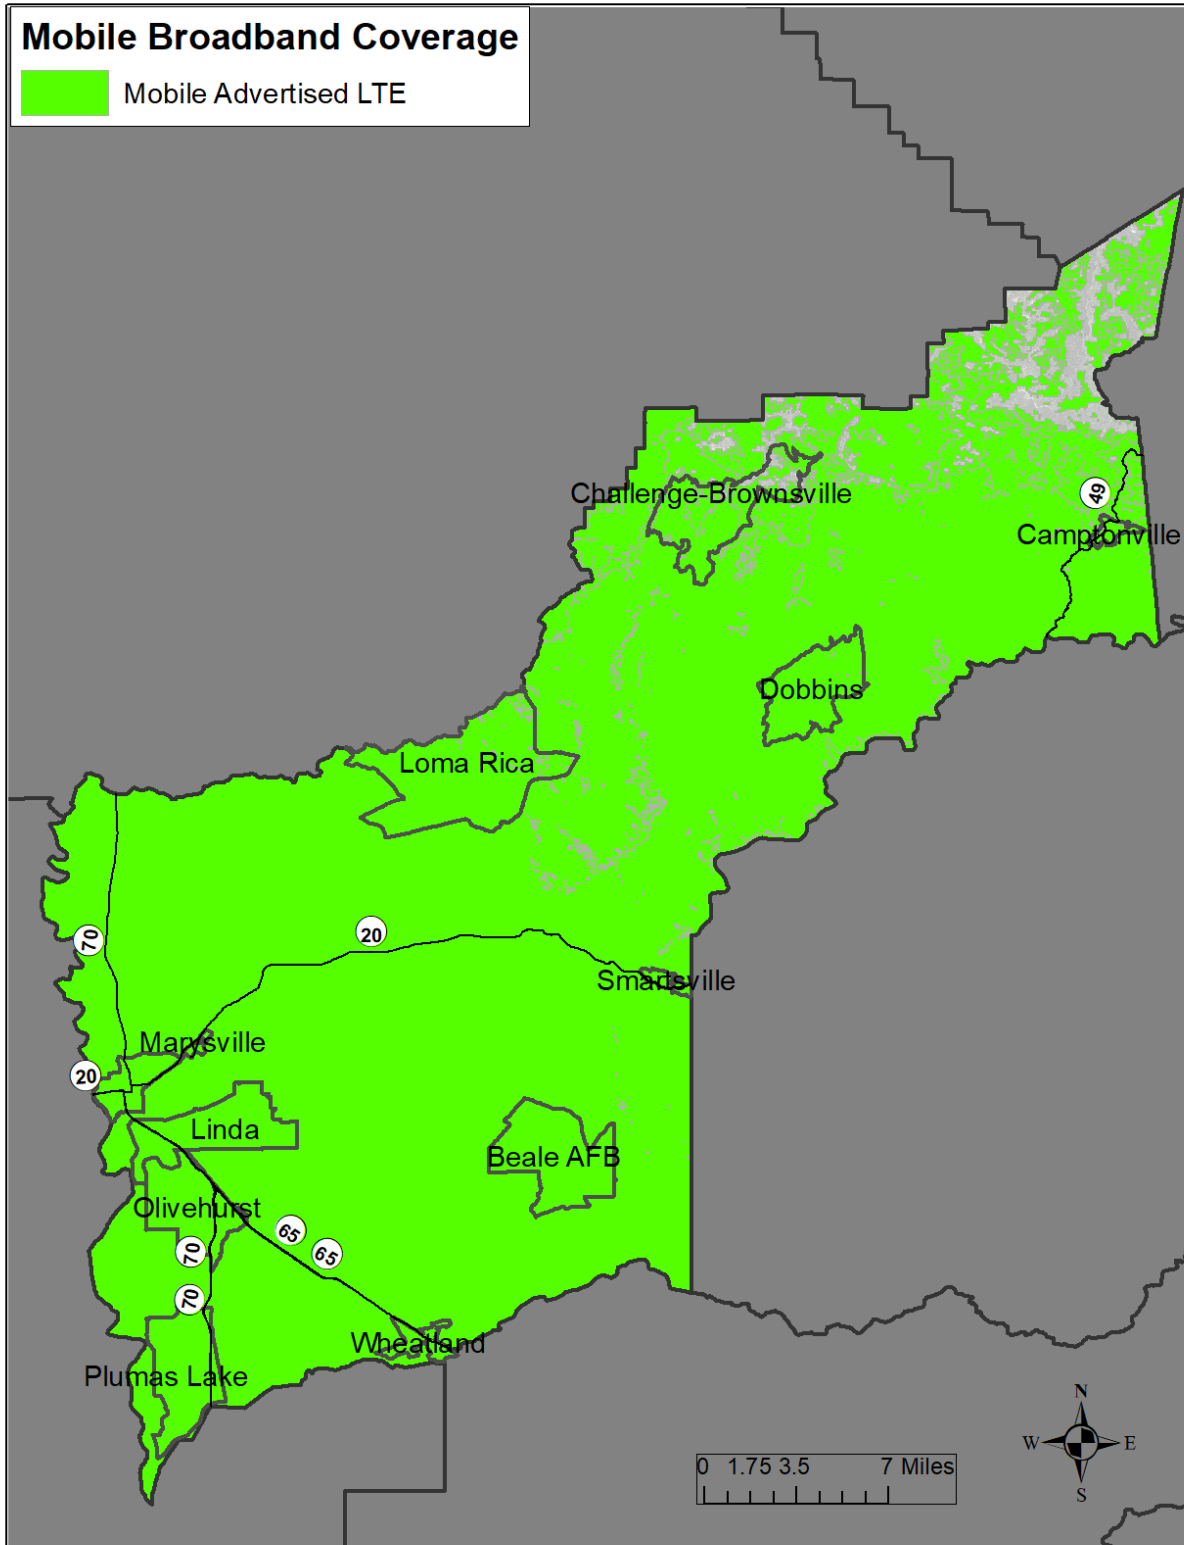 Mobile Broadband Coverage
Mobile Advertised LTE
Challenge-Brownsville
49
Camptonville
Dobbins
Loma Rica
20
70
Smartsville
Marysville
20
Linda
Beale AFB
Olivehurst
65
65
70
70
Wheatland
Plumas Lake
N
W E
S
0 1.75 3.5 7 Miles